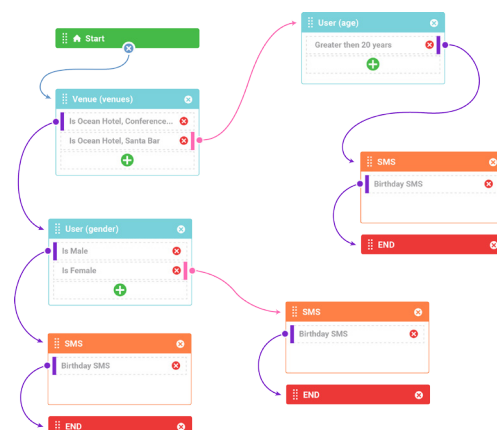 Start
Venue (venues)
Is Ocean Hotel, Conference...
Is Ocean Hotel, Santa Bar
User (age)
Greater then 20 years
SMS
Birthday SMS
END
User (gender)
Is Male
Is Female
SMS
Birthday SMS
END
SMS
Birthday SMS
END